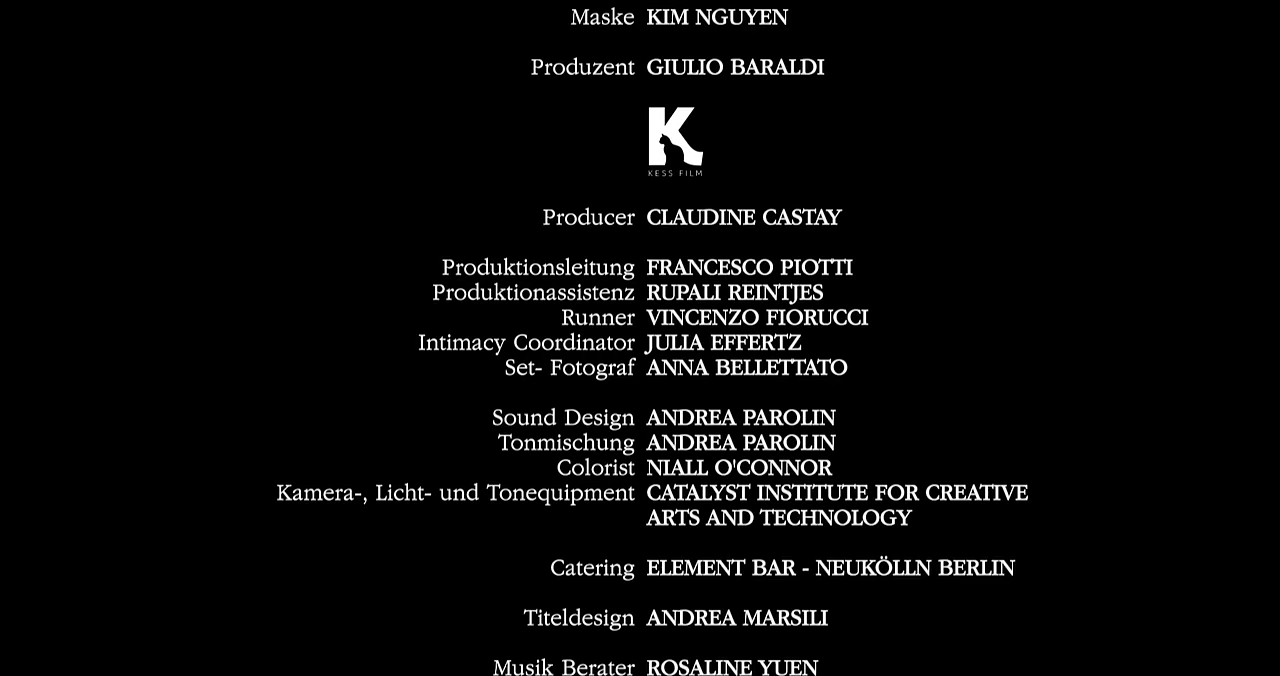 Maske KIM NGUYEN
Produzent GIULIO BARALDI
K
KESS FILM
Producer CLAUDINE CASTAY
Produktionsleitung FRANCESCO PIOTTI
Produktionassistenz RUPALI REINTJES
Runner VINCENZO FIORUCCI
Intimacy Coordinator JULIA EFFERTZ
Set- Fotograf ANNA BELLETTATO
Sound Design ANDREA PAROLIN
Tonmischung ANDREA PAROLIN
Colorist NIALL O'CONNOR
Kamera-, Licht- und Tonequipment CATALYST INSTITUTE FOR CREATIVE
ARTS AND TECHNOLOGY
Catering ELEMENT BAR - NEUKÖLLN BERLIN
Titeldesign ANDREA MARSILI
Musik Berater ROSALINE YUEN